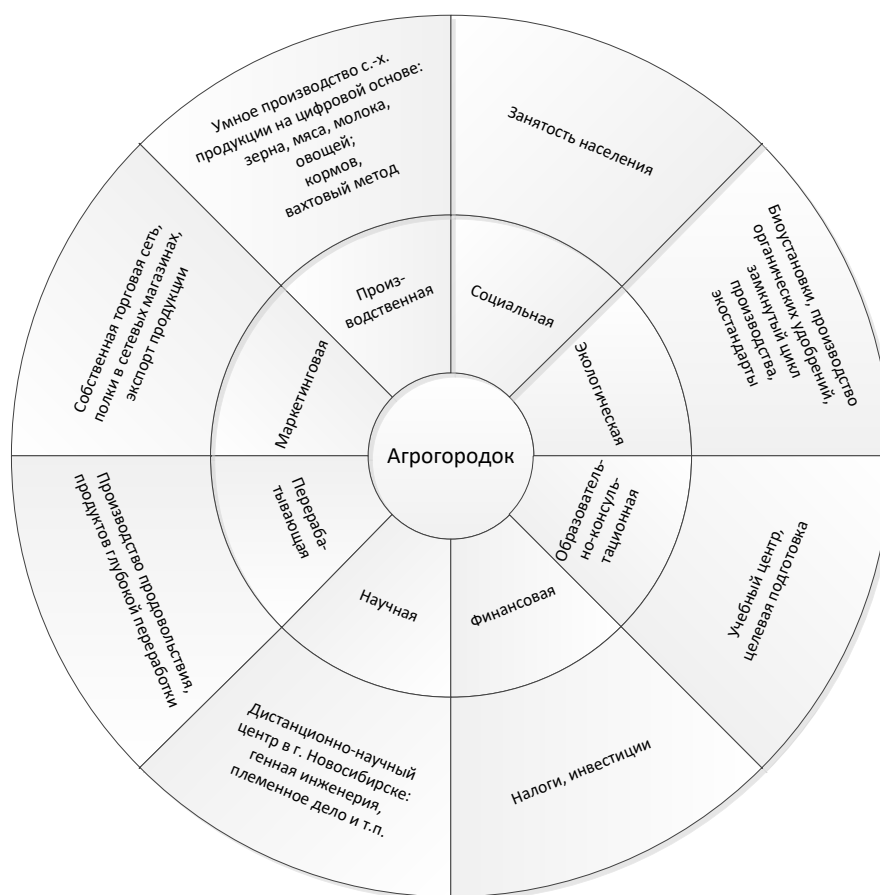 Агрогородок
Умное производство с.-х.
продукции на цифровой основе:
зерна, мяса, молока,
овощей;
кормов,
вахтовый метод
Произ-
водственная
Занятость населения
Социальная
Биоустановки, производство
органических удобрений,
замкнутый цикл
производства,
экостандарты
Экологическая
Учебный центр,
целевая подготовка
Образователь-
но-консуль-
тационная
Налоги, инвестиции
Финансовая
Дистанционно-научный
центр в г. Новосибирске:
генная инженерия,
племенное дело и т.п.
Научная
Производство продовольствия,
продуктов глубокой переработки
Перераба-
тывающая
Собственная торговая сеть,
полки в сетевых магазинах,
экспорт продукции
Маркетинговая